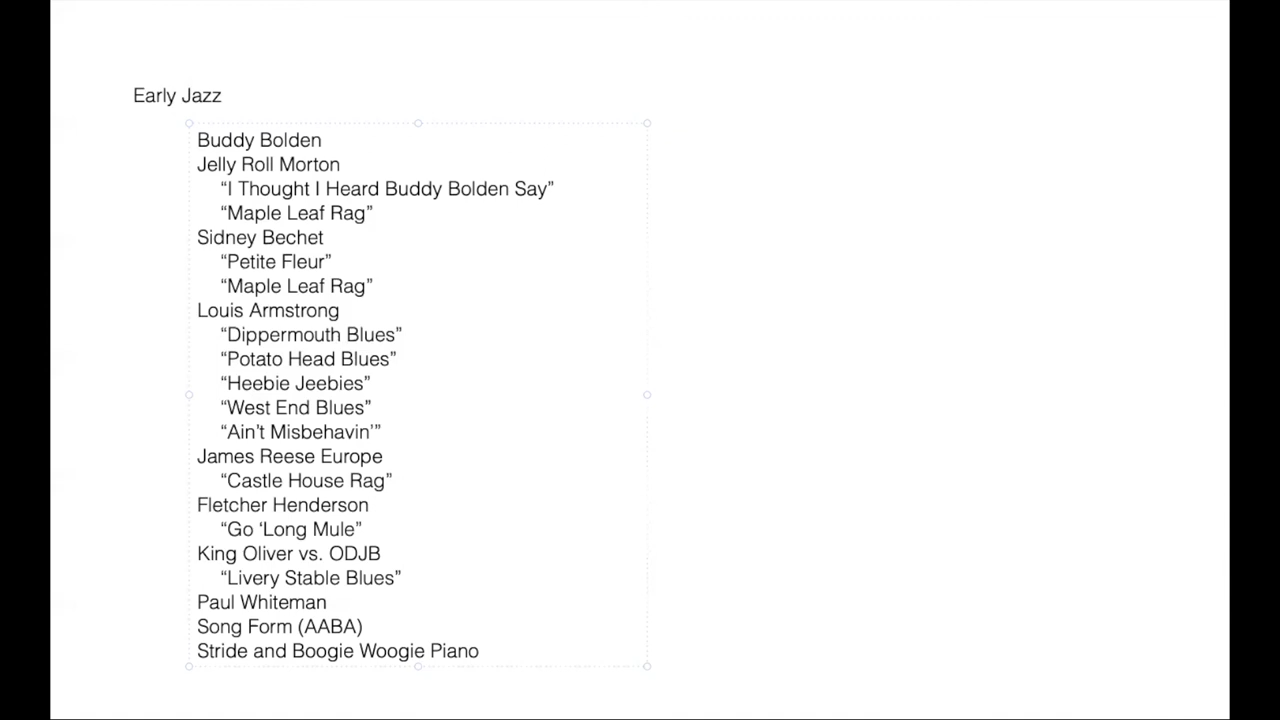 Early Jazz
Buddy Bolden
Jelly Roll Morton
“I Thought I Heard Buddy Bolden Say”
“Maple Leaf Rag”
Sidney Bechet
“Petite Fleur”
“Maple Leaf Rag”
Louis Armstrong
“Dippermouth Blues”
“Potato Head Blues”
“Heebie Jeebies”
“West End Blues”
“Ain't Misbehavin'”
James Reese Europe
“Castle House Rag”
Fletcher Henderson
“Go ‘Long Mule”
King Oliver vs. ODJB
“Livery Stable Blues”
Paul Whiteman
Song Form (AABA)
Stride and Boogie Woogie Piano